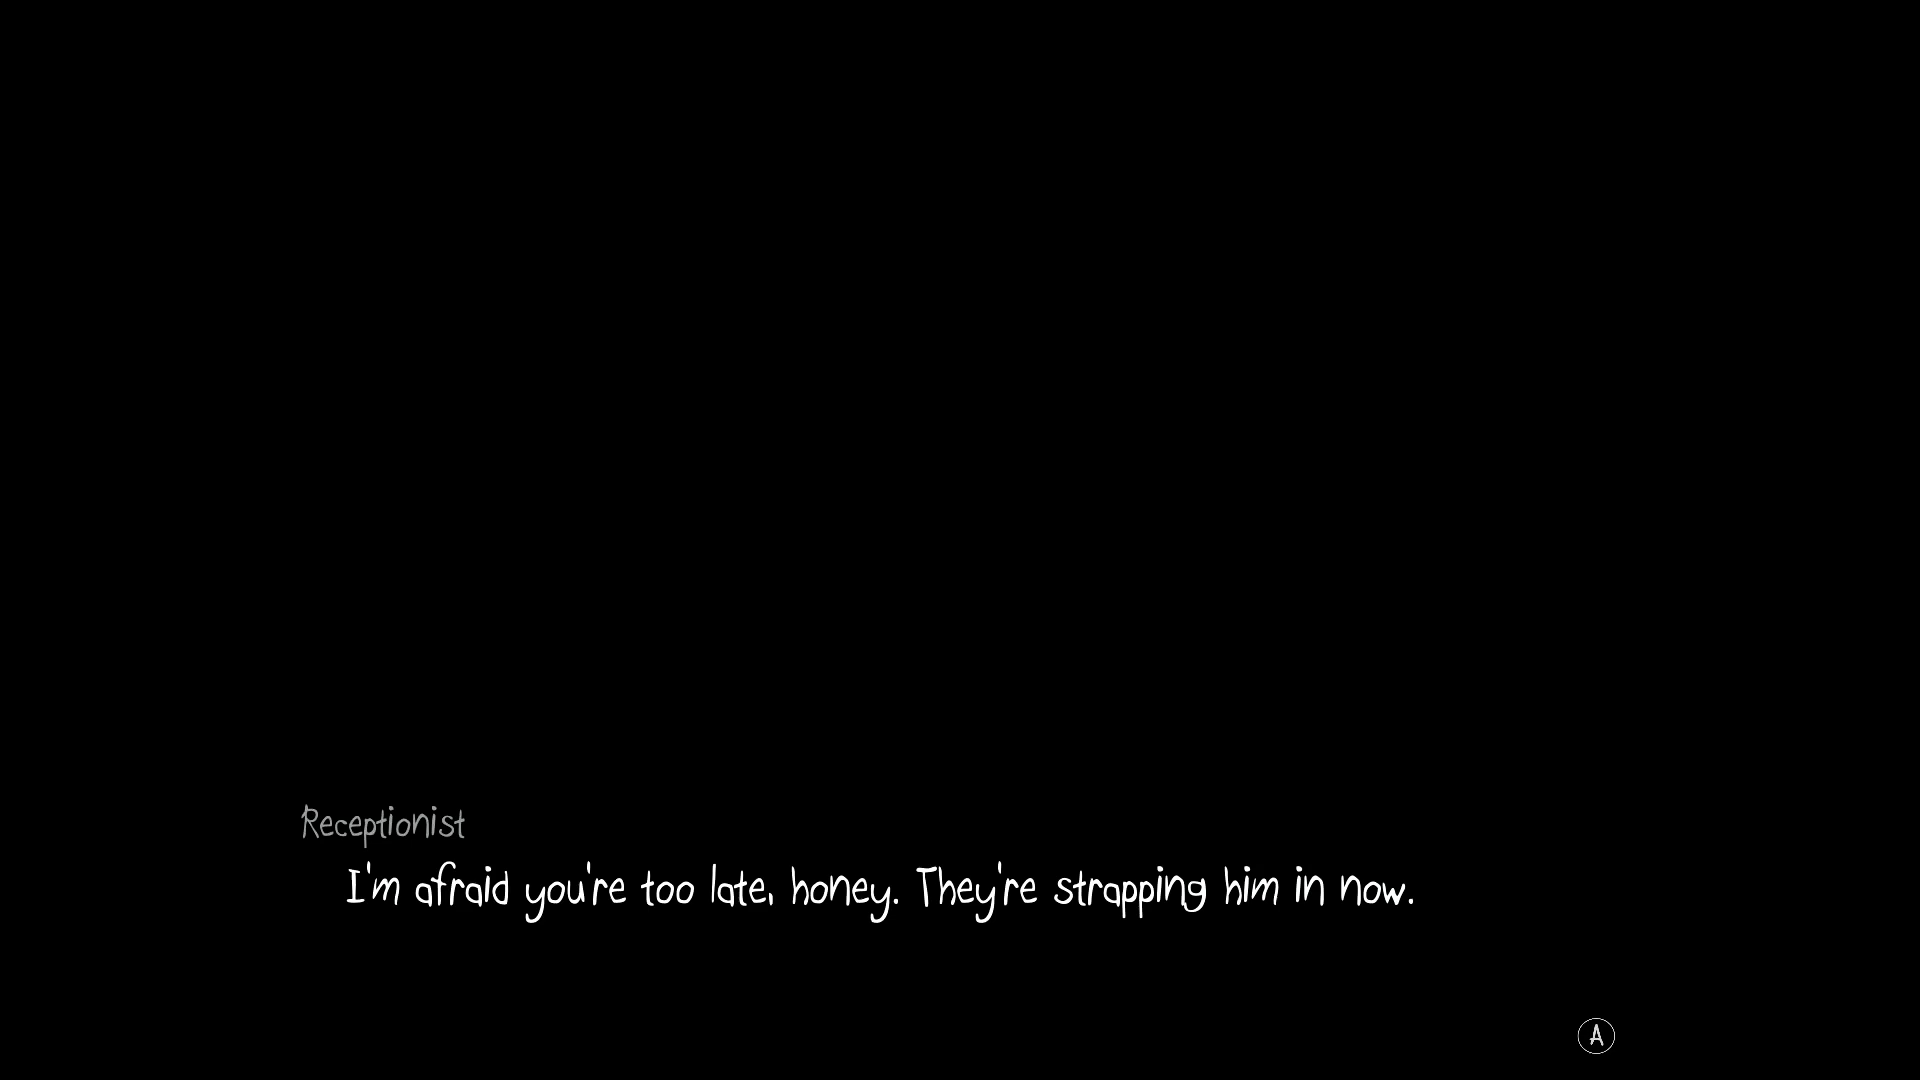 Receptionist
I'm afraid you're too late, honey. They're strapping him in now.
A